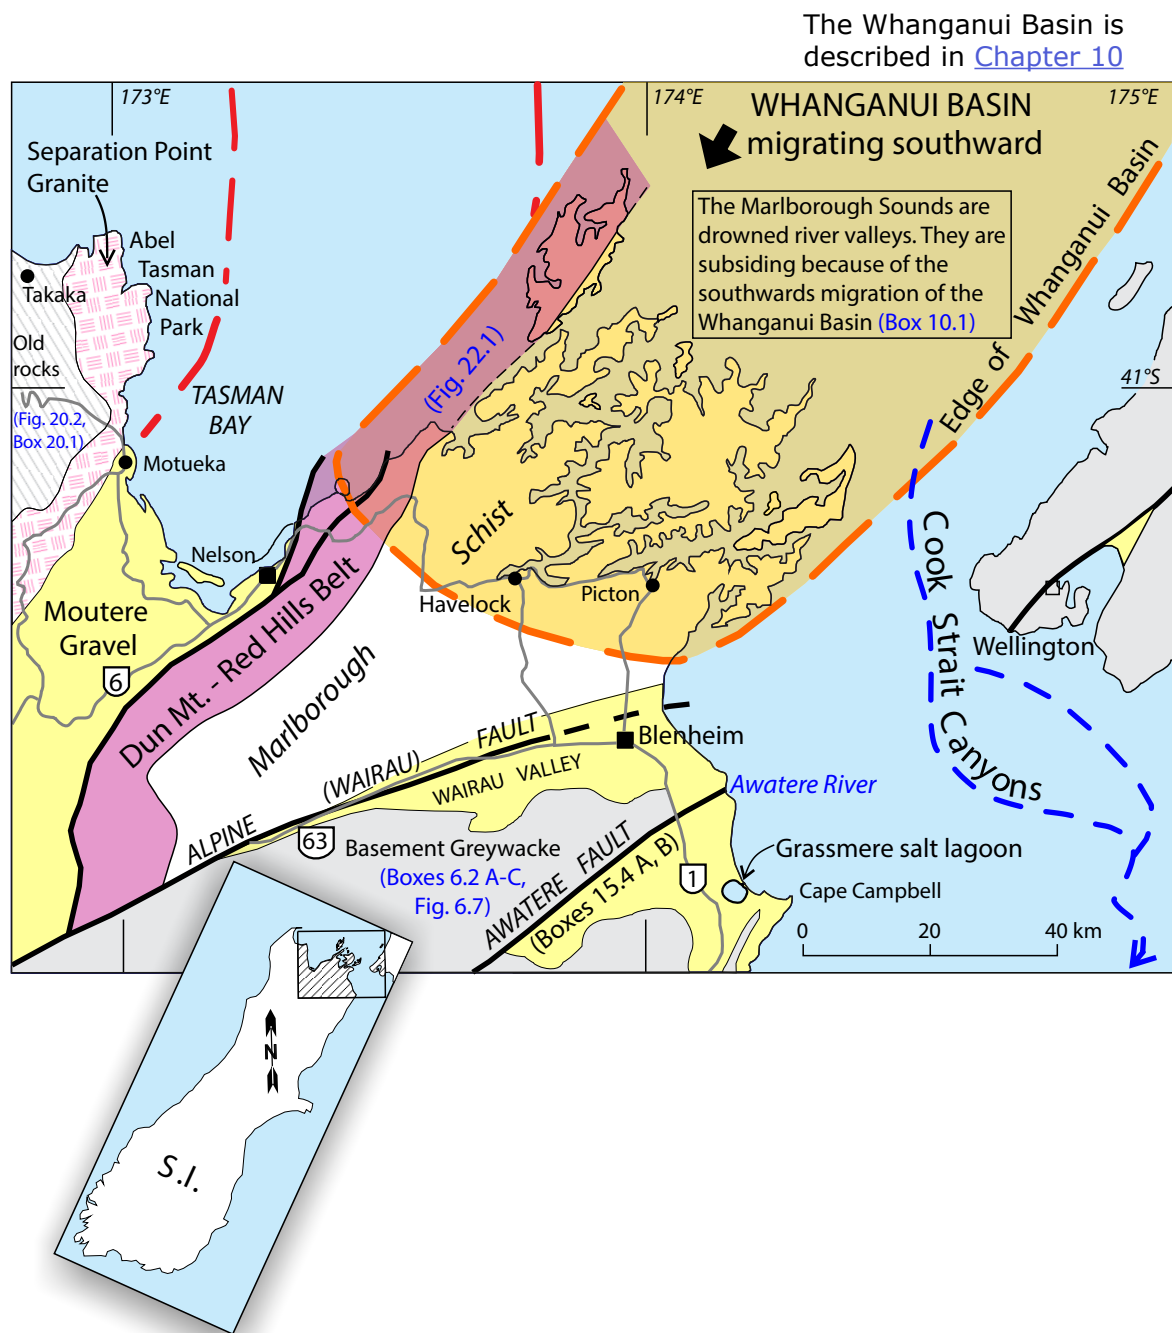 The Whanganui Basin is
described in Chapter 10
173°E
174°E
175°E
WHANGANUI BASIN
migrating southward
Separation Point
Granite
Abel
Tasman
National
Park
Takaka
Old
rocks
(Fig. 20.2,
Box 20.1)
TASMAN
BAY
Motueka
The Marlborough Sounds are
drowned river valleys. They are
subsiding because of the
southwards migration of the
Whanganui Basin (Box 10.1)
Edge of Whanganui Basin
41°S
(Fig. 22.1)
Schist
Nelson
Havelock
Picton
Moutere
Gravel
6
Dun Mt. - Red Hills Belt
Marlborough
Cook Strait Canyons
Wellington
ALPINE (WAIRAU) FAULT
WAIRAU VALLEY
Blenheim
Awatere River
63
Basement Greywacke
(Boxes 6.2 A-C,
Fig. 6.7)
AWATERE FAULT
(Boxes 15.4 A, B)
1
Grassmere salt lagoon
Cape Campbell
0 20 40 km
N
S.I.